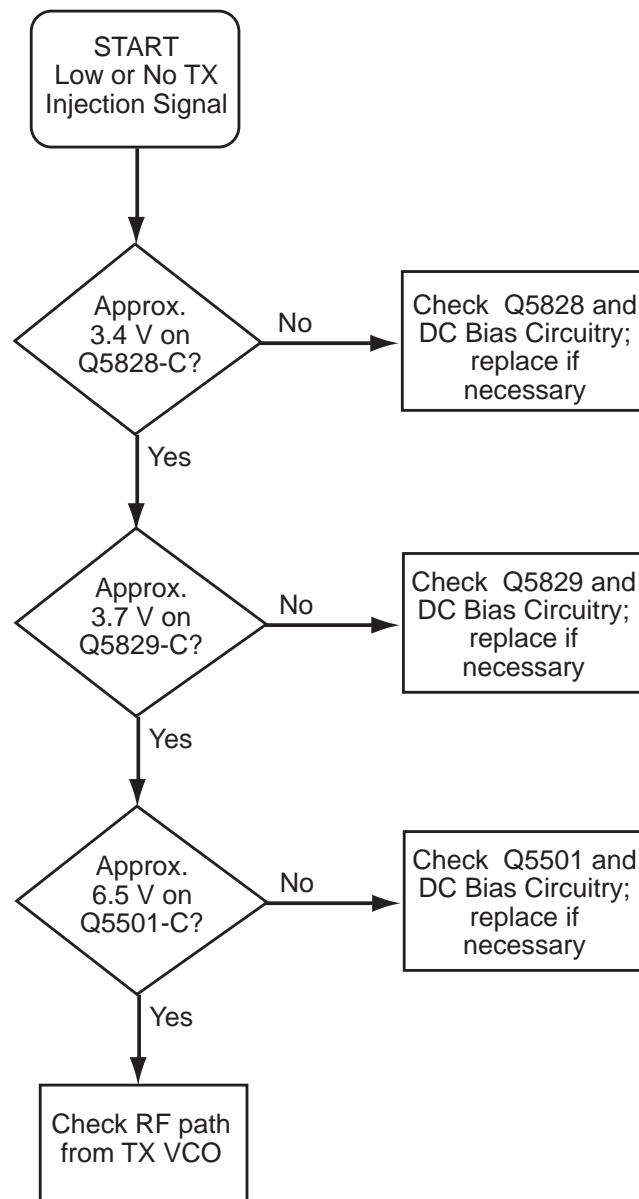 START
Low or No TX
Injection Signal
Approx.
3.4 V on
Q5828-C?
No
Check Q5828 and
DC Bias Circuitry;
replace if
necessary
Yes
Approx.
3.7 V on
Q5829-C?
No
Check Q5829 and
DC Bias Circuitry;
replace if
necessary
Yes
Approx.
6.5 V on
Q5501-C?
No
Check Q5501 and
DC Bias Circuitry;
replace if
necessary
Yes
Check RF path
from TX VCO